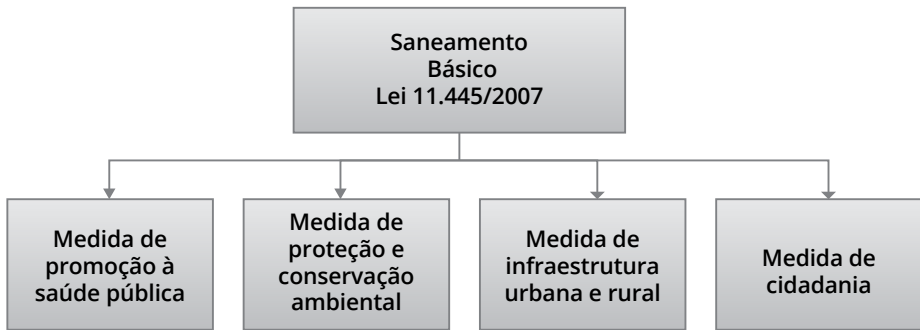 Saneamento
Básico
Lei 11.445/2007
Medida de
promoção à
saúde pública
Medida de
proteção e
conservação
ambiental
Medida de
infraestrutura
urbana e rural
Medida de
cidadania